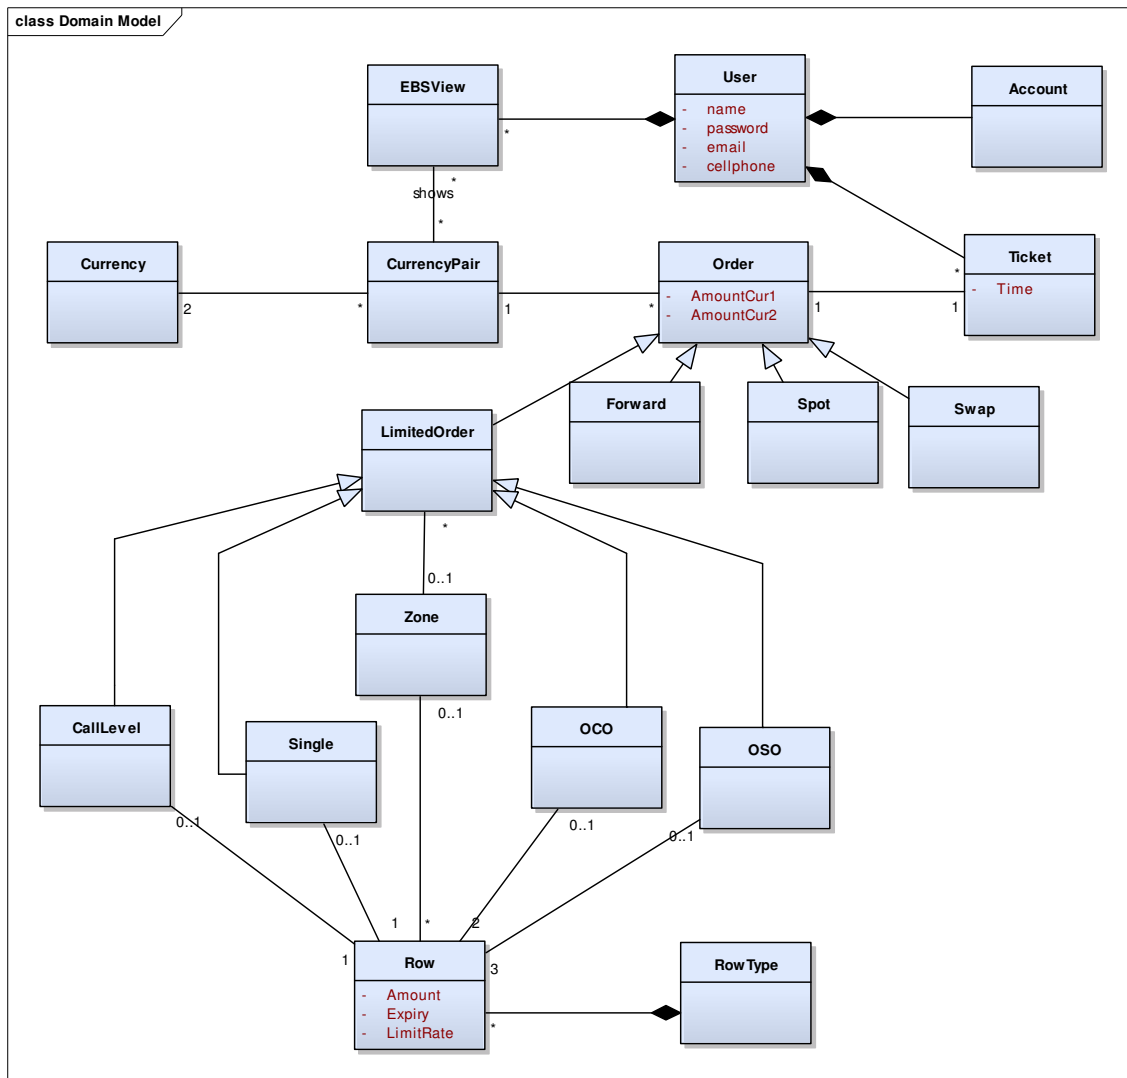 class Domain Model
EBSView
User
- name
- password
- email
- cellphone
Account
*
*
shows
*
Currency
CurrencyPair
Order
- AmountCur1
- AmountCur2
Ticket
- Time
*
2
*
1
*
1
1
LimitedOrder
Forward
Spot
Swap
*
0..1
Zone
0..1
CallLevel
Single
OCO
OSO
0..1
0..1
0..1
0..1
1
*
2
1
3
Row
- Amount
- Expiry
- LimitRate
RowType
*